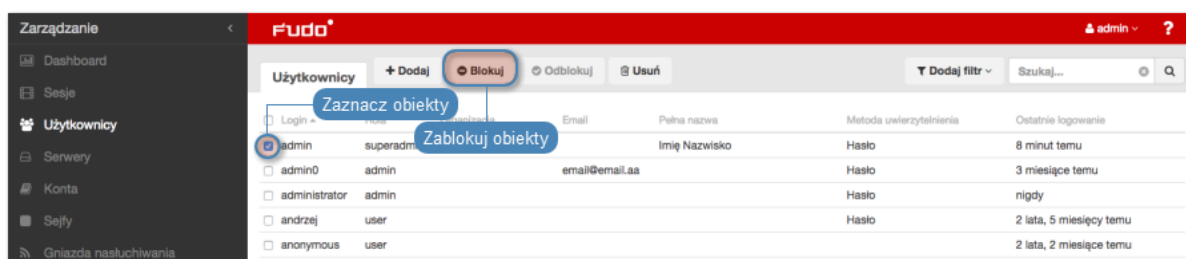 Zarządzanie
Fudo
admin
?
Dashboard
Sesje
Użytkownicy
Serwery
Konta
Sejfy
Gniazda nasłuchiwania
Użytkownicy
+ Dodaj
Blokuj
Odblokuj
Usuń
Dodaj filtr
Szukaj...
Zaznacz obiekty
Zablokuj obiekty
Login Rola Organizacja Email Pełna nazwa Metoda uwierzytelnienia Ostatnie logowanie
admin Imię Nazwisko Hasło 8 minut temu
admin0 admin email@email.aa Hasło 3 miesiące temu
administrator admin Hasło nigdy
andrzej user Hasło 2 lata, 5 miesięcy temu
anonymous user 2 lata, 2 miesiące temu